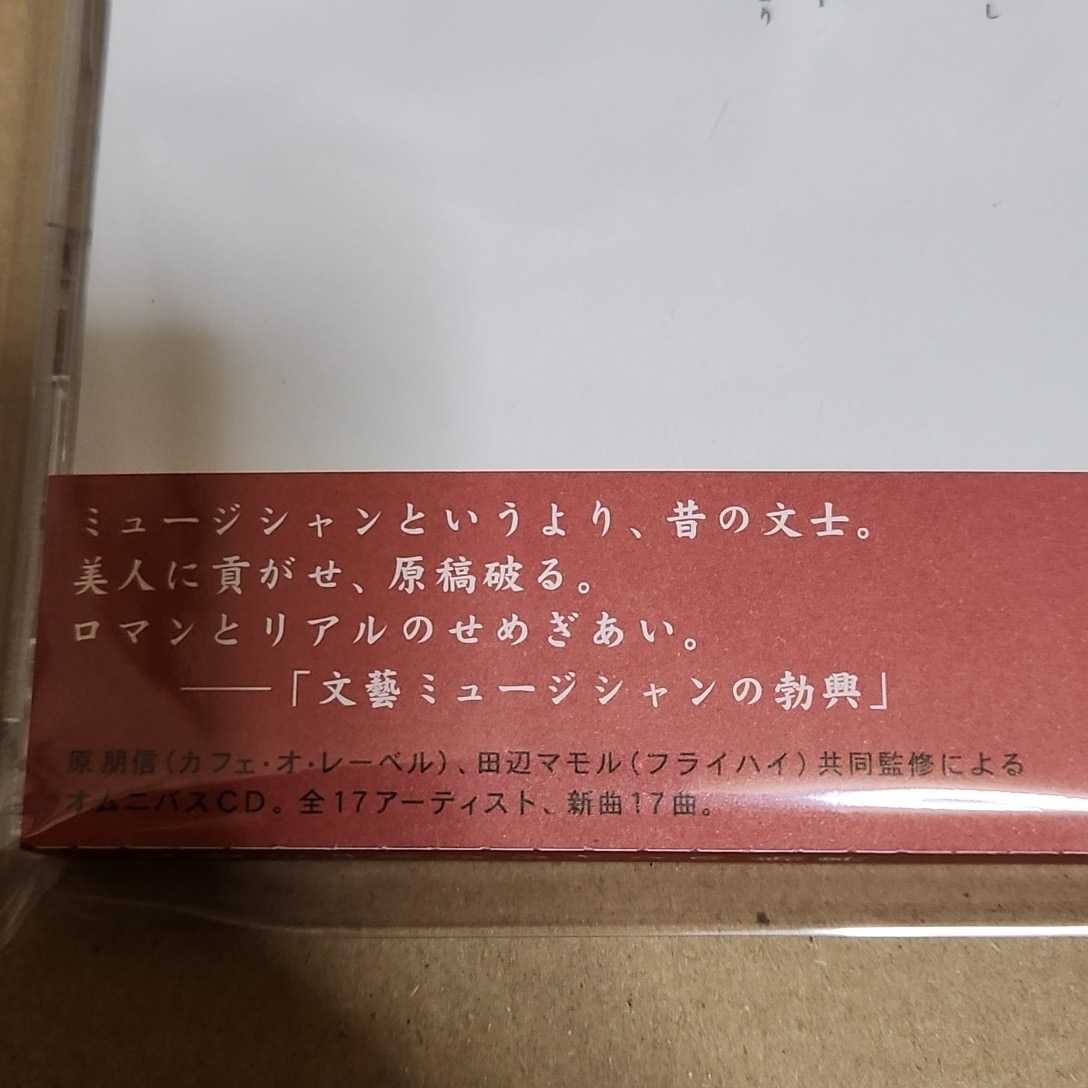 ミュージシャンというより、昔の文士。
美人に貢がせ、原稿破る。
ロマンとリアルのせめぎあい。
――「文藝ミュージシャンの勃興」
原朋信(カフェ・オ・レーベル)、田辺マモル(フライハイ)共同監修による
オムニバスCD。全17アーティスト、新曲17曲。